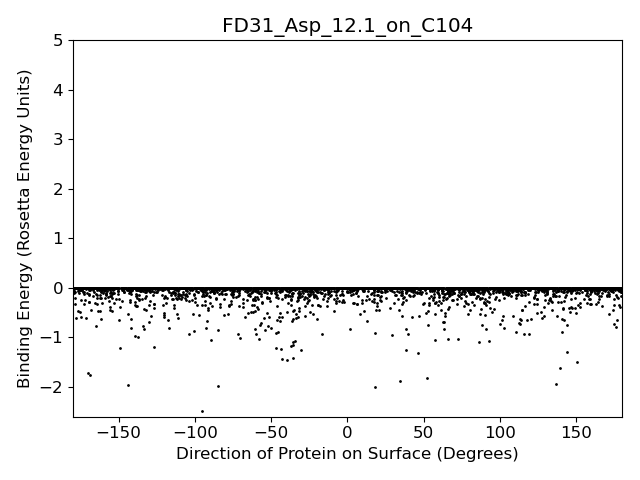 FD31_Asp_12.1_on_C104
Binding Energy (Rosetta Energy Units)
5
4
3
2
1
0
−1
−2
−150 −100 −50 0 50 100 150
Direction of Protein on Surface (Degrees)